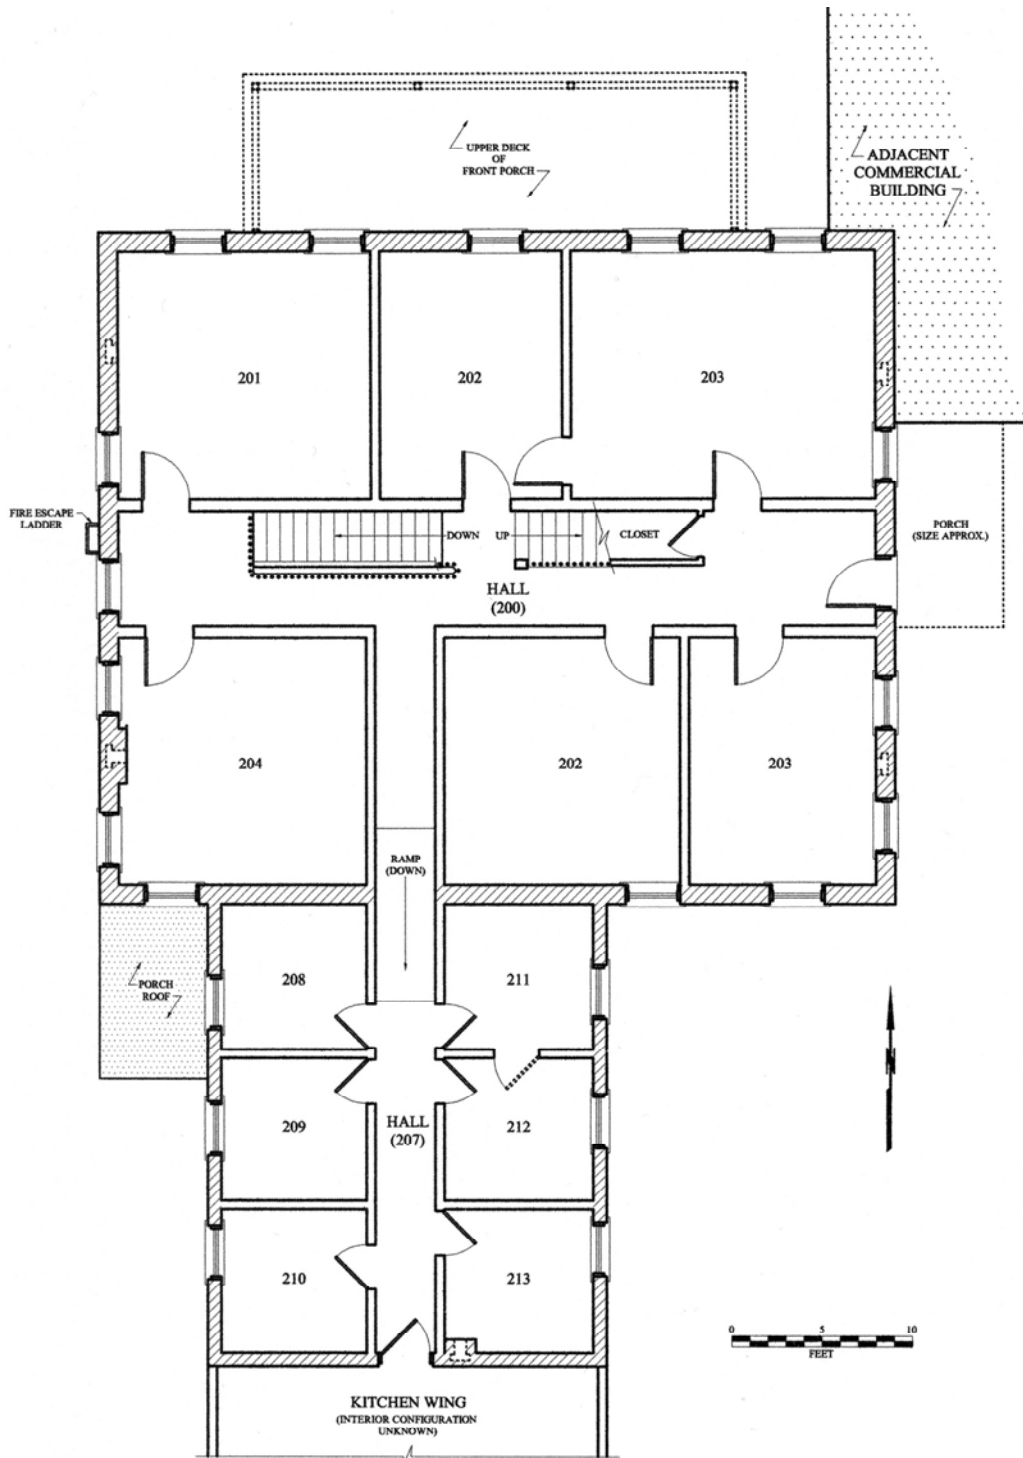 UPPER DECK
OF
FRONT PORCH
ADJACENT
COMMERCIAL
BUILDING
201
202
203
FIRE ESCAPE
LADDER
DOWN
UP
CLOSET
PORCH
(SIZE APPROX.)
HALL
(200)
204
202
203
RAMP
(DOWN)
208
211
PORCH
ROOF
N
209
HALL
(207)
212
210
213
0 5 10
FEET
KITCHEN WING
(INTERIOR CONFIGURATION
UNKNOWN)